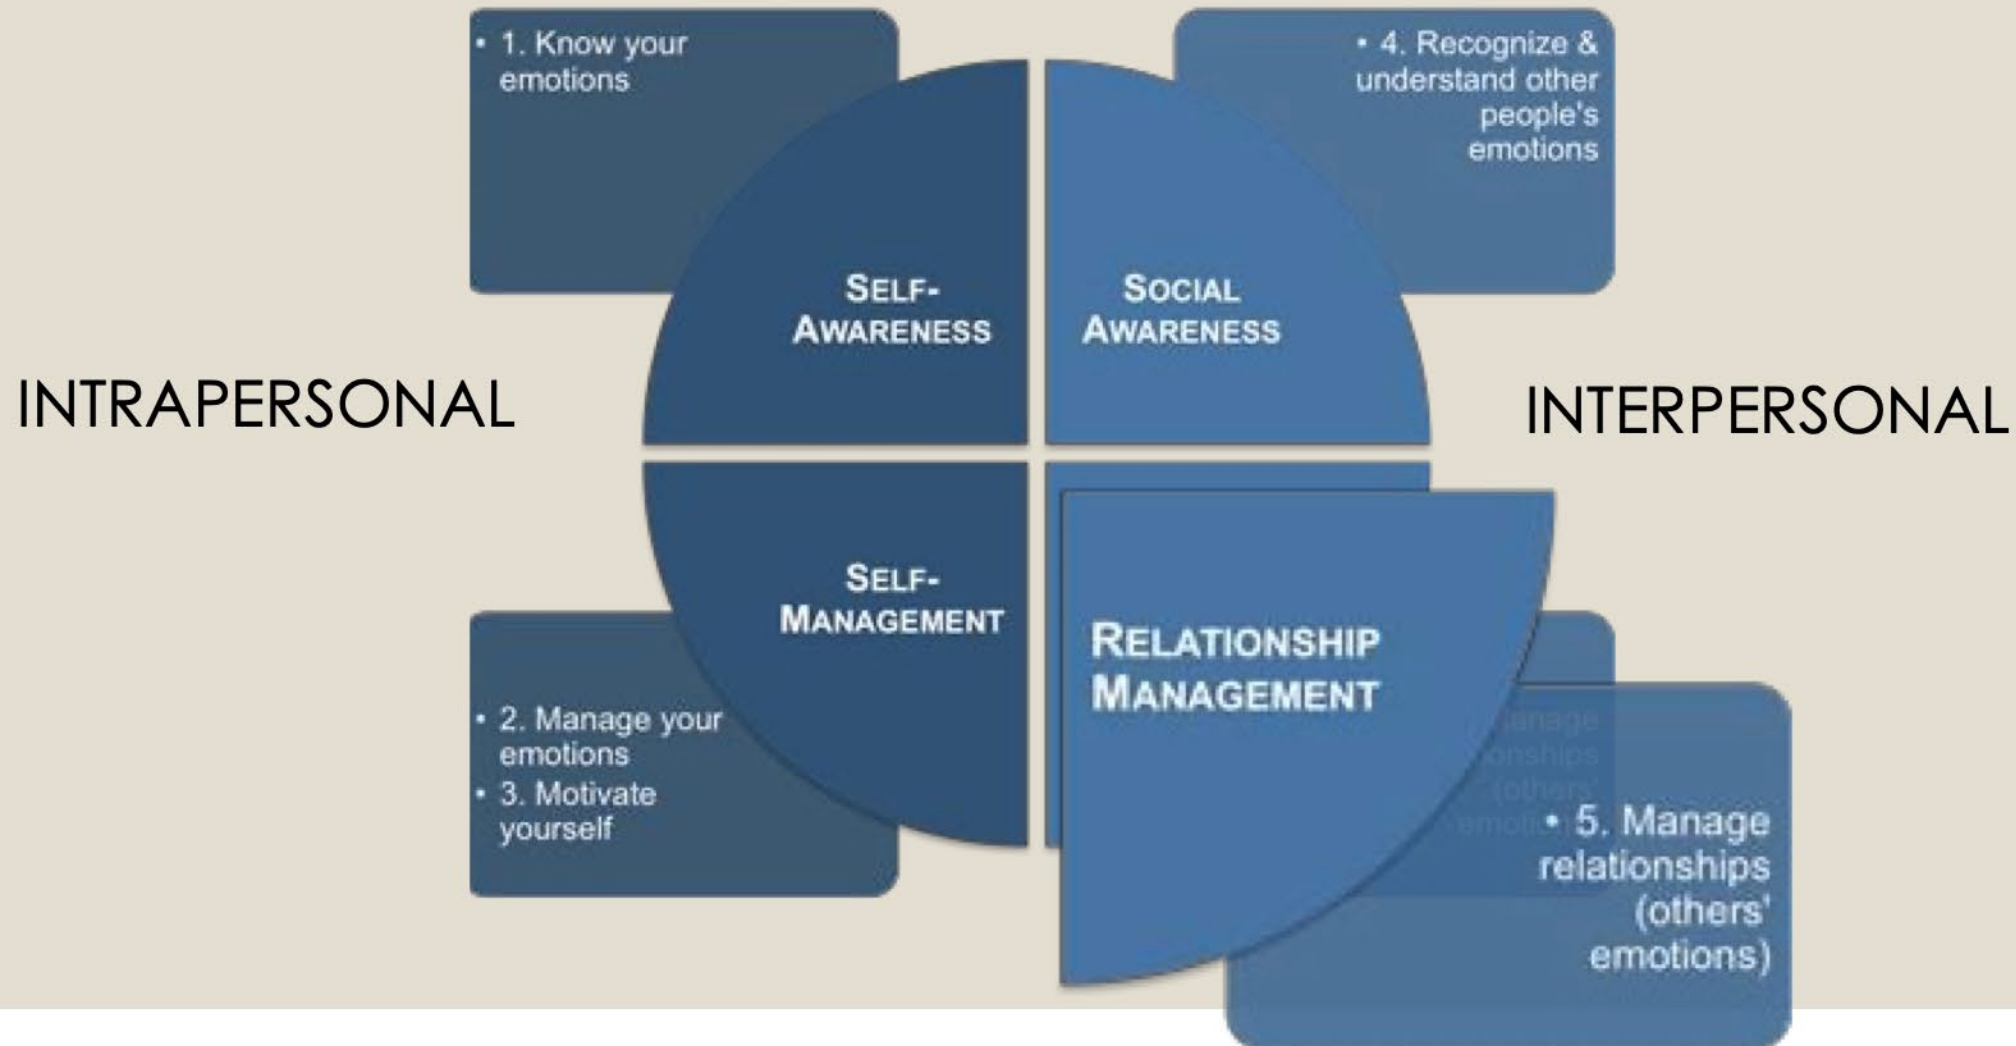 • 1. Know your
emotions
• 4. Recognize &
understand other
people's
emotions
SELF-
AWARENESS
SOCIAL
AWARENESS
INTRAPERSONAL
INTERPERSONAL
SELF-
MANAGEMENT
RELATIONSHIP
MANAGEMENT
• 2. Manage your
emotions
• 3. Motivate
yourself
• 5. Manage
relationships
(others'
emotions)